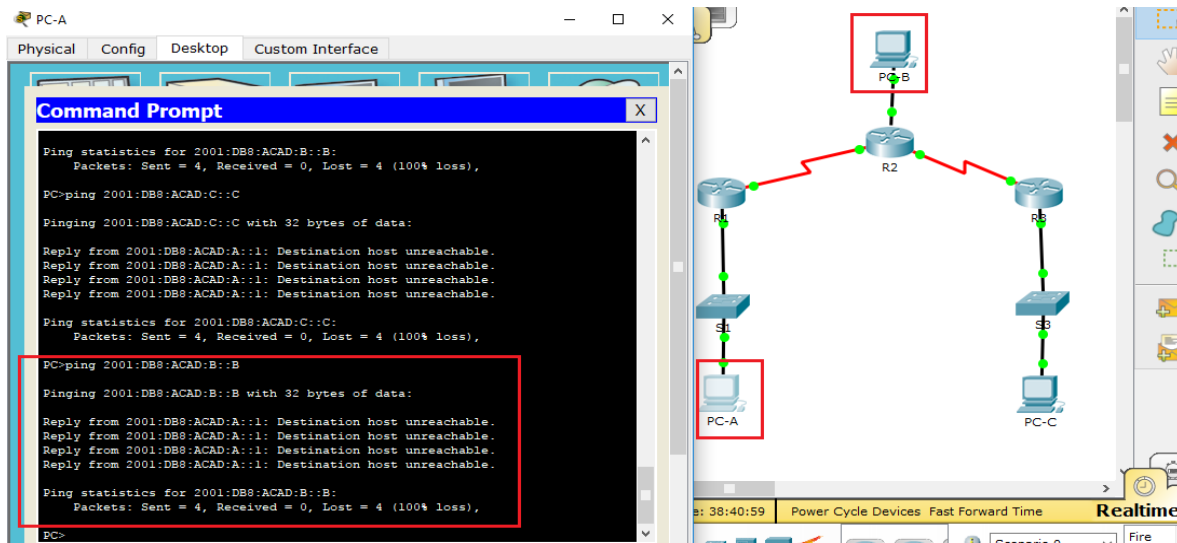 PC-A
Physical Config Desktop Custom Interface
Command Prompt
X
Ping statistics for 2001:DB8:ACAD:B::B:
Packets: Sent = 4, Received = 0, Lost = 4 (100% loss),
PC>ping 2001:DB8:ACAD:C::C
Pinging 2001:DB8:ACAD:C::C with 32 bytes of data:
Reply from 2001:DB8:ACAD:A::1: Destination host unreachable.
Reply from 2001:DB8:ACAD:A::1: Destination host unreachable.
Reply from 2001:DB8:ACAD:A::1: Destination host unreachable.
Reply from 2001:DB8:ACAD:A::1: Destination host unreachable.
Ping statistics for 2001:DB8:ACAD:C::C:
Packets: Sent = 4, Received = 0, Lost = 4 (100% loss),
PC>ping 2001:DB8:ACAD:B::B
Pinging 2001:DB8:ACAD:B::B with 32 bytes of data:
Reply from 2001:DB8:ACAD:A::1: Destination host unreachable.
Reply from 2001:DB8:ACAD:A::1: Destination host unreachable.
Reply from 2001:DB8:ACAD:A::1: Destination host unreachable.
Reply from 2001:DB8:ACAD:A::1: Destination host unreachable.
Ping statistics for 2001:DB8:ACAD:B::B:
Packets: Sent = 4, Received = 0, Lost = 4 (100% loss),
PC>
PC-B
R2
R1
R3
S1
S3
PC-A
PC-C
e: 38:40:59 Power Cycle Devices Fast Forward Time Realtime
Fire